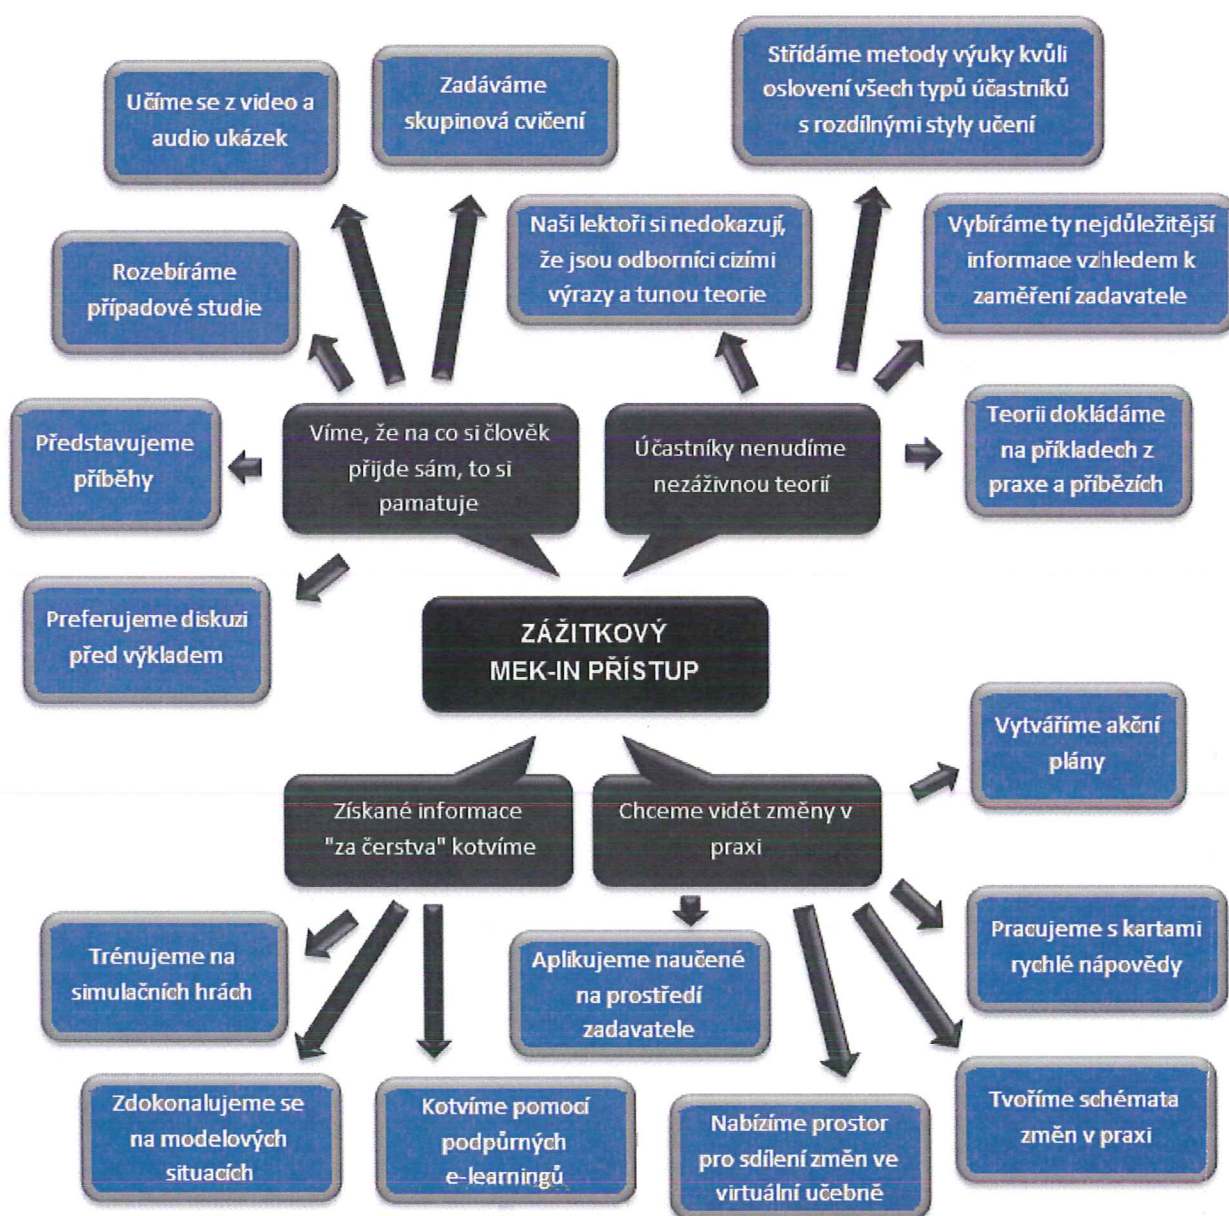 Učíme se z video a
audio ukázek
Zadáváme
skupinová cvičení
Střídáme metody výuky kvůli
oslovení všech typů účastníků
s rozdílnými styly učení
Rozebíráme
případové studie
Naši lektoři si nedokazují,
že jsou odborníci cizími
výrazy a tunou teorie
Vybíráme ty nejdůležitější
informace vzhledem k
zaměření zadavatele
Představujeme
příběhy
Víme, že na co si člověk
přijde sám, to si
pamatuje
Účastníky nenudíme
nezáživnou teorií
Teorii dokládáme
na příkladech z
praxe a příbězích
Preferujeme diskuzi
před výkladem
ZÁŽITKOVÝ
MEK-IN PŘÍSTUP
Vytváříme akční
plány
Získané informace
"za čerstva" kotvíme
Chceme vidět změny v
praxi
Trénujeme na
simulačních hrách
Aplikujeme naučené
na prostředí
zadavatele
Pracujeme s kartami
rychlé nápovědy
Zdokonalujeme se
na modelových
situacích
Kotvíme pomocí
podpůrných
e-learningů
Nabízíme prostor
pro sdílení změn ve
virtuální učebně
Tvoříme schémata
změn v praxi